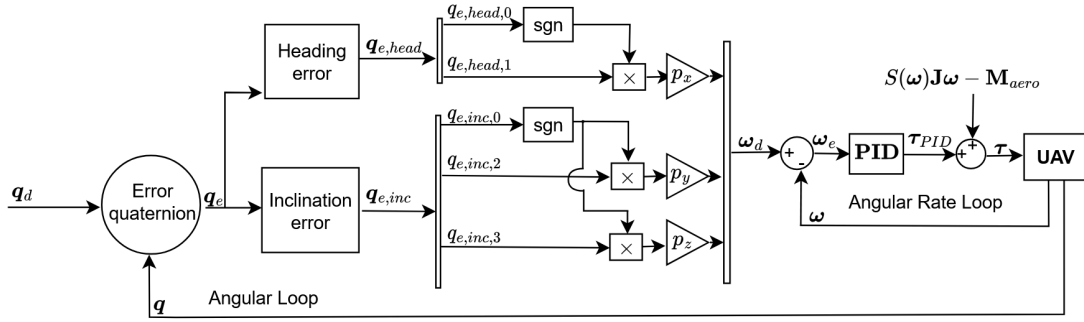 q_d
Error
quaternion
q_e
Heading
error
q_{e,head}
Inclination
error
q_{e,inc}
q_{e,head,0}
sgn
q_{e,head,1}
×
p_x
q_{e,inc,0}
sgn
q_{e,inc,2}
×
p_y
q_{e,inc,3}
×
p_z
ω_d
+
-
ω_e
PID
τ_{PID}
S(ω)Jω − M_{aero}
+
+
τ
UAV
Angular Rate Loop
ω
Angular Loop
q